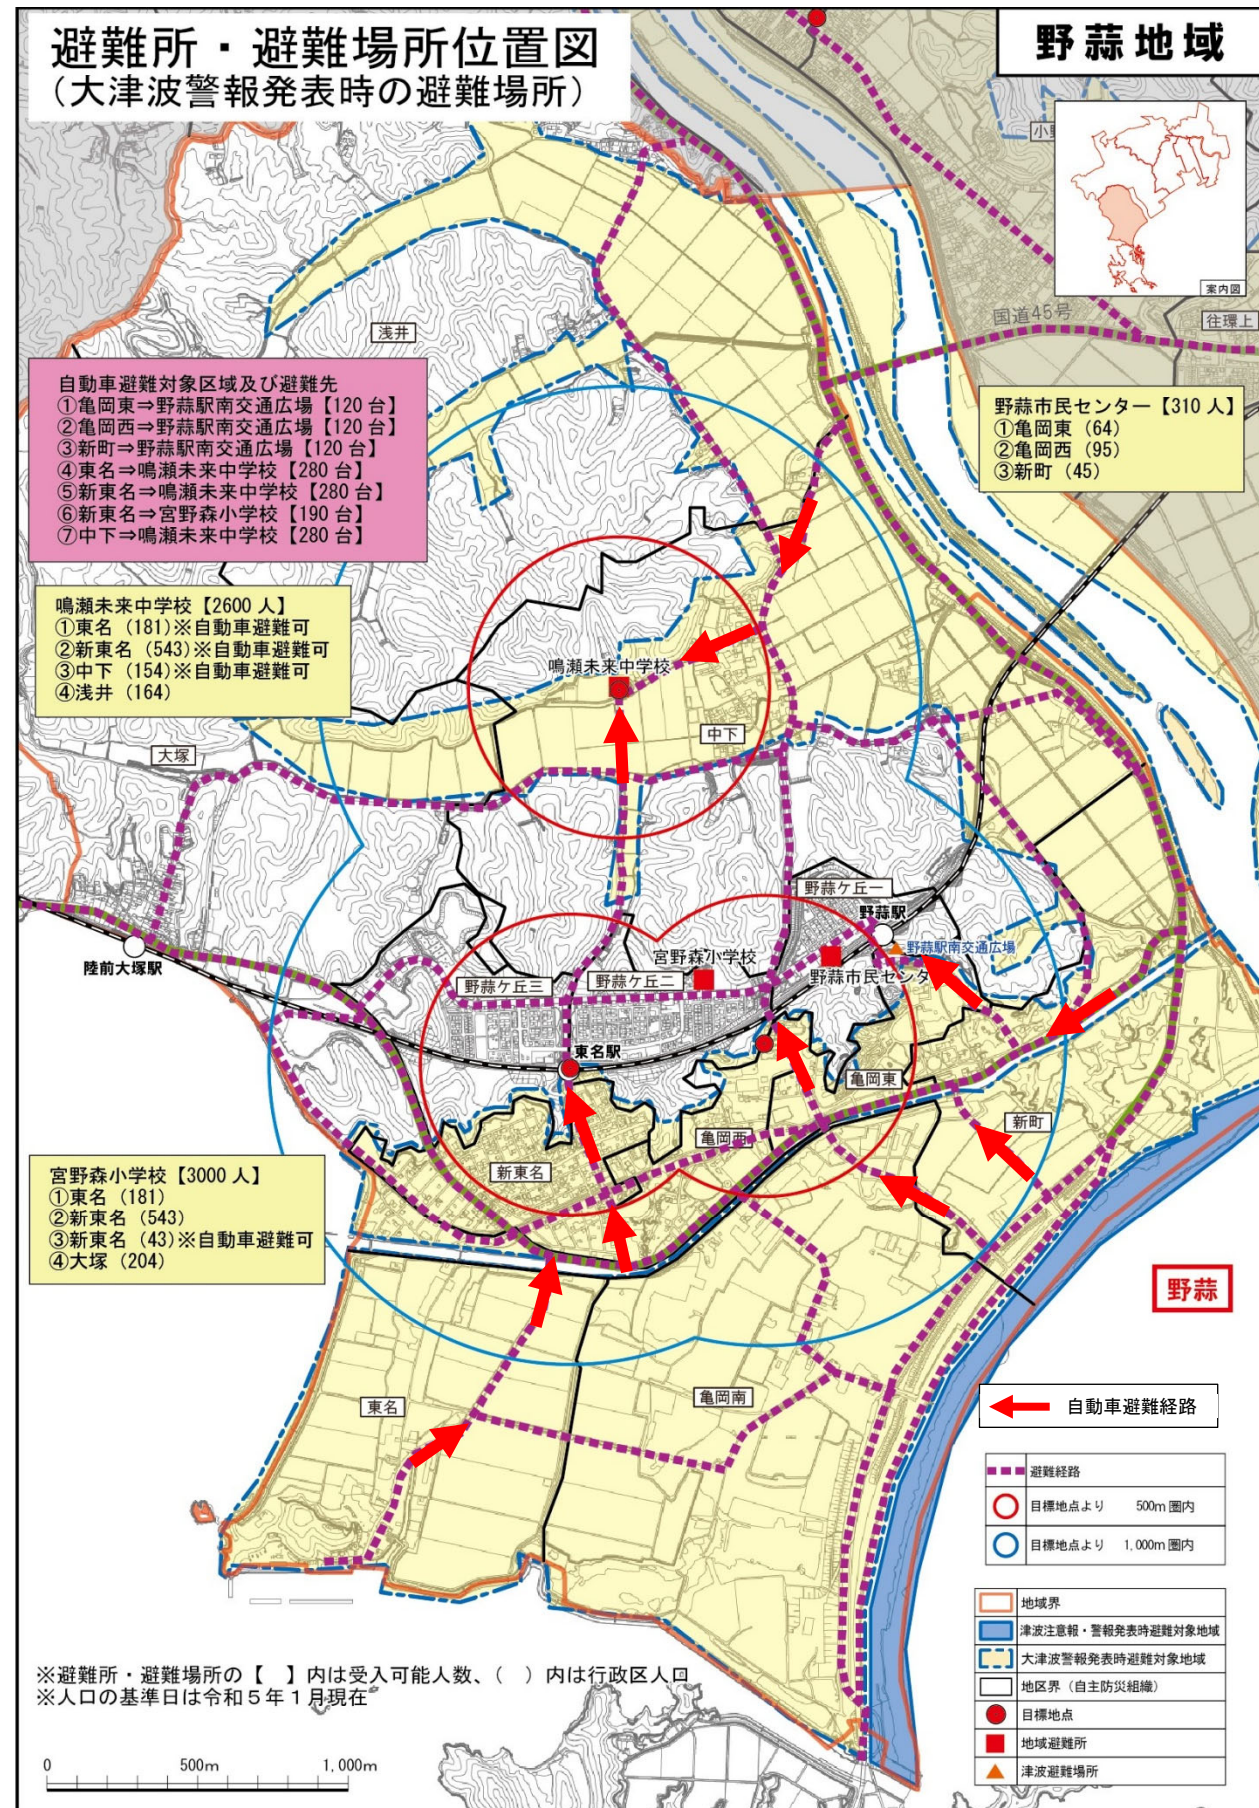 避難所・避難場所位置図
（大津波警報発表時の避難場所）
野蒜地域
案内図
国道45号
往環上
浅井
自動車避難対象区域及び避難先
①亀岡東⇒野蒜駅南交通広場【120台】
②亀岡西⇒野蒜駅南交通広場【120台】
③新町⇒野蒜駅南交通広場【120台】
④東名⇒鳴瀬未来中学校【280台】
⑤新東名⇒鳴瀬未来中学校【280台】
⑥新東名⇒宮野森小学校【190台】
⑦中下⇒鳴瀬未来中学校【280台】
野蒜市民センター【310人】
①亀岡東（64）
②亀岡西（95）
③新町（45）
鳴瀬未来中学校【2600人】
①東名（181）※自動車避難可
②新東名（543）※自動車避難可
③中下（154）※自動車避難可
④浅井（164）
鳴瀬未来中学校
中下
大塚
野蒜ケ丘一
野蒜駅
野蒜駅南交通広場
宮野森小学校
野蒜市民センタ
陸前大塚駅
野蒜ケ丘三
野蒜ケ丘二
東名駅
亀岡東
亀岡西
新町
新東名
宮野森小学校【3000人】
①東名（181）
②新東名（543）
③新東名（43）※自動車避難可
④大塚（204）
野蒜
東名
亀岡南
自動車避難経路
避難経路
目標地点より 500m圏内
目標地点より 1,000m圏内
地域界
津波注意報・警報発表時避難対象地域
大津波警報発表時避難対象地域
地区界（自主防災組織）
目標地点
地域避難所
津波避難場所
※避難所・避難場所の【 】内は受入可能人数、（ ）内は行政区人口
※人口の基準日は令和５年１月現在
0 500m 1,000m